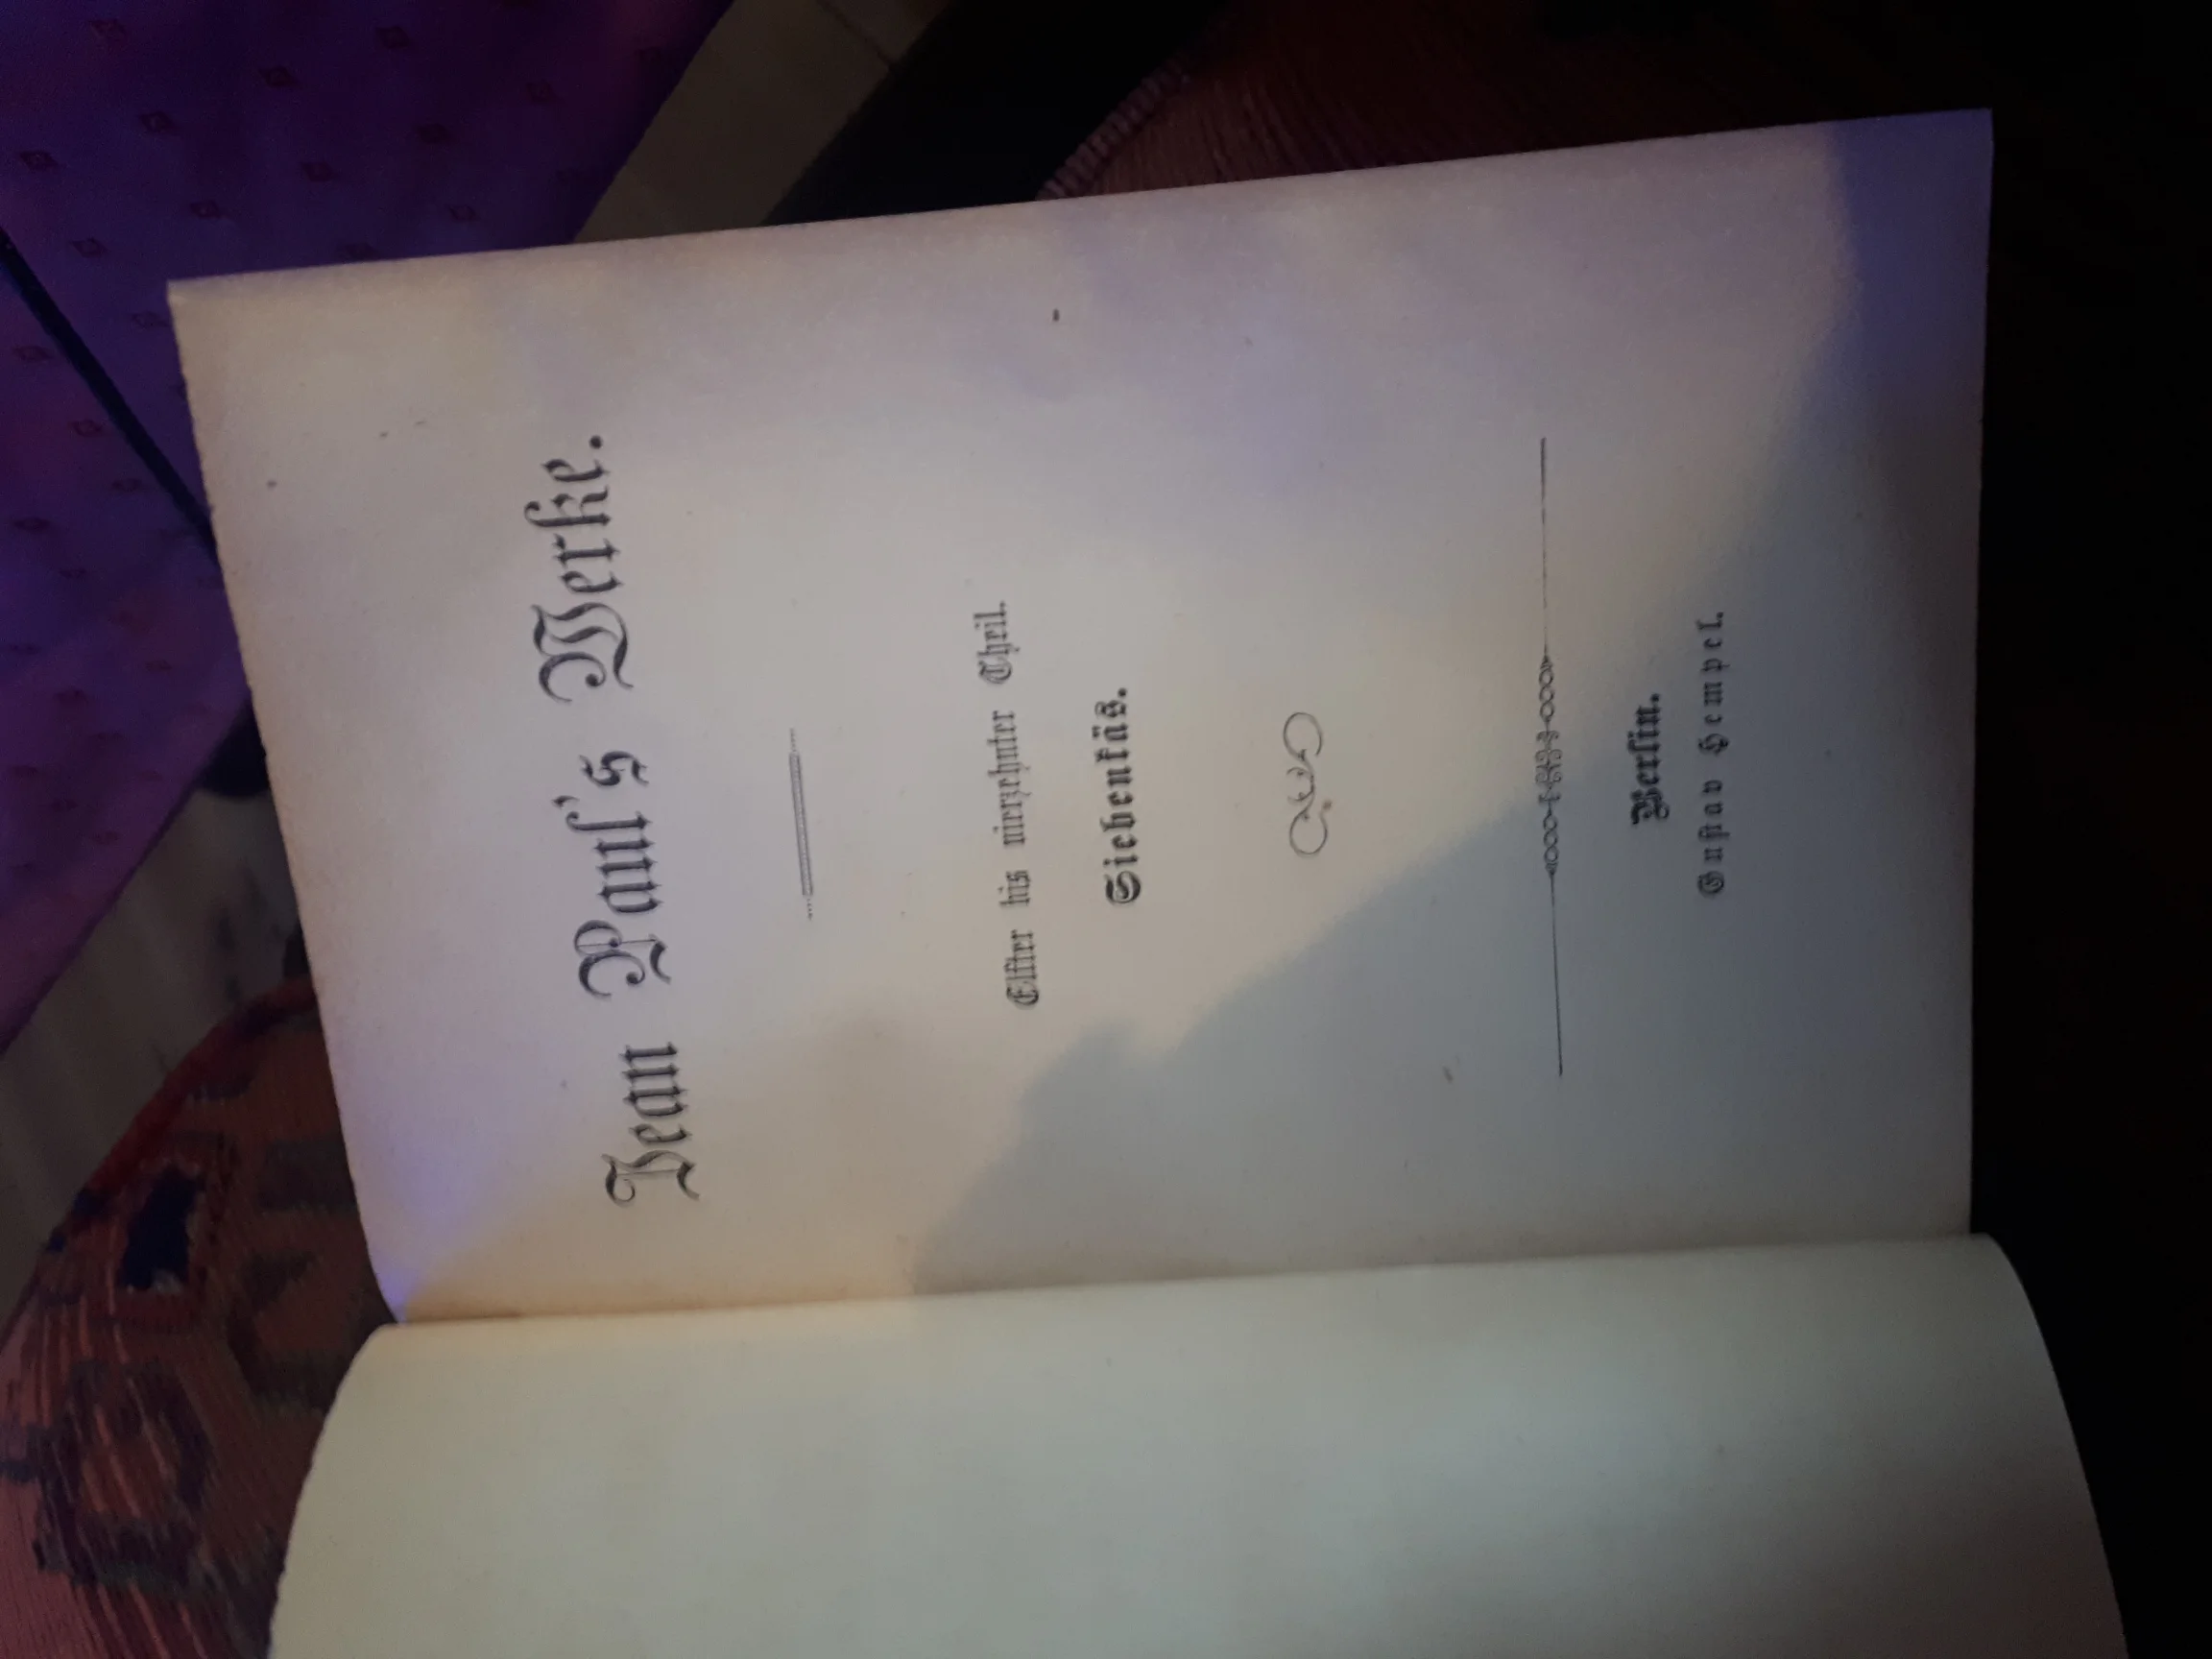 Jean Paul's Werke.
Elfter bis vierzehnter Theil.
Siebenkäs.
Berlin.
Gustav Hempel.